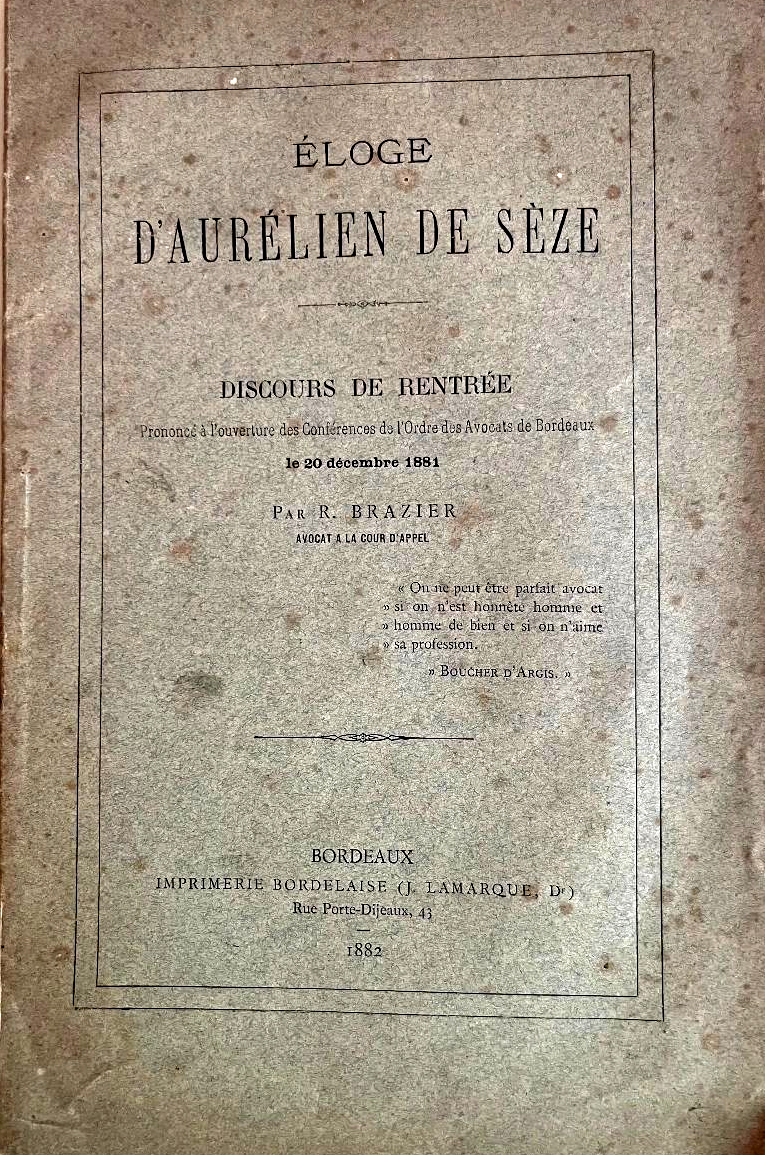 ÉLOGE
D'AURÉLIEN DE SÈZE
DISCOURS DE RENTRÉE
Prononcé à l'ouverture des Conférences de l'Ordre des Avocats de Bordeaux
le 20 décembre 1881
PAR R. BRAZIER
AVOCAT A LA COUR D'APPEL
« On ne peut être parfait avocat
» si on n'est honnête homme et
» homme de bien et si on n'aime
» sa profession.
» BOUCHER D'ARGIS. »
BORDEAUX
IMPRIMERIE BORDELAISE (J. LAMARQUE, Dr)
Rue Porte-Dijeaux, 43
1882